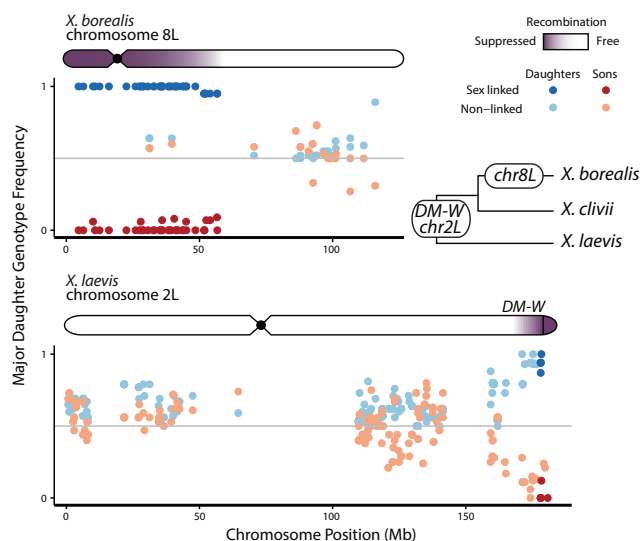 X. borealis
chromosome 8L
Recombination
Suppressed Free
Daughters Sons
Sex linked
Non-linked
1
0
0 50 100
chr8L
X. borealis
DM-W
chr2L
X. clivii
X. laevis
Major Daughter Genotype Frequency
X. laevis
chromosome 2L
DM-W
1
0
0 50 100 150
Chromosome Position (Mb)